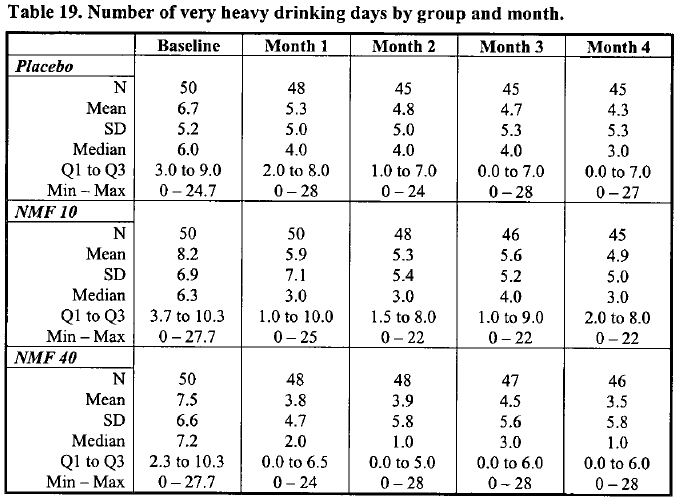 Table 19. Number of very heavy drinking days by group and month.
Baseline Month 1 Month 2 Month 3 Month 4
Placebo
N 50 48 45 45 45
Mean 6.7 5.3 4.8 4.7 4.3
SD 5.2 5.0 5.0 5.3 5.3
Median 6.0 4.0 4.0 4.0 3.0
Q1 to Q3 3.0 to 9.0 2.0 to 8.0 1.0 to 7.0 0.0 to 7.0 0.0 to 7.0
Min – Max 0 – 24.7 0 – 28 0 – 24 0 – 28 0 – 27
NMF 10
N 50 50 48 46 45
Mean 8.2 5.9 5.3 5.6 4.9
SD 6.9 7.1 5.4 5.2 5.0
Median 6.3 3.0 3.0 4.0 3.0
Q1 to Q3 3.7 to 10.3 1.0 to 10.0 1.5 to 8.0 1.0 to 9.0 2.0 to 8.0
Min – Max 0 – 27.7 0 – 25 0 – 22 0 – 22 0 – 22
NMF 40
N 50 48 48 47 46
Mean 7.5 3.8 3.9 4.5 3.5
SD 6.6 4.7 5.8 5.6 5.8
Median 7.2 2.0 1.0 3.0 1.0
Q1 to Q3 2.3 to 10.3 0.0 to 6.5 0.0 to 5.0 0.0 to 6.0 0.0 to 6.0
Min – Max 0 – 27.7 0 – 24 0 – 28 0 – 28 0 – 28